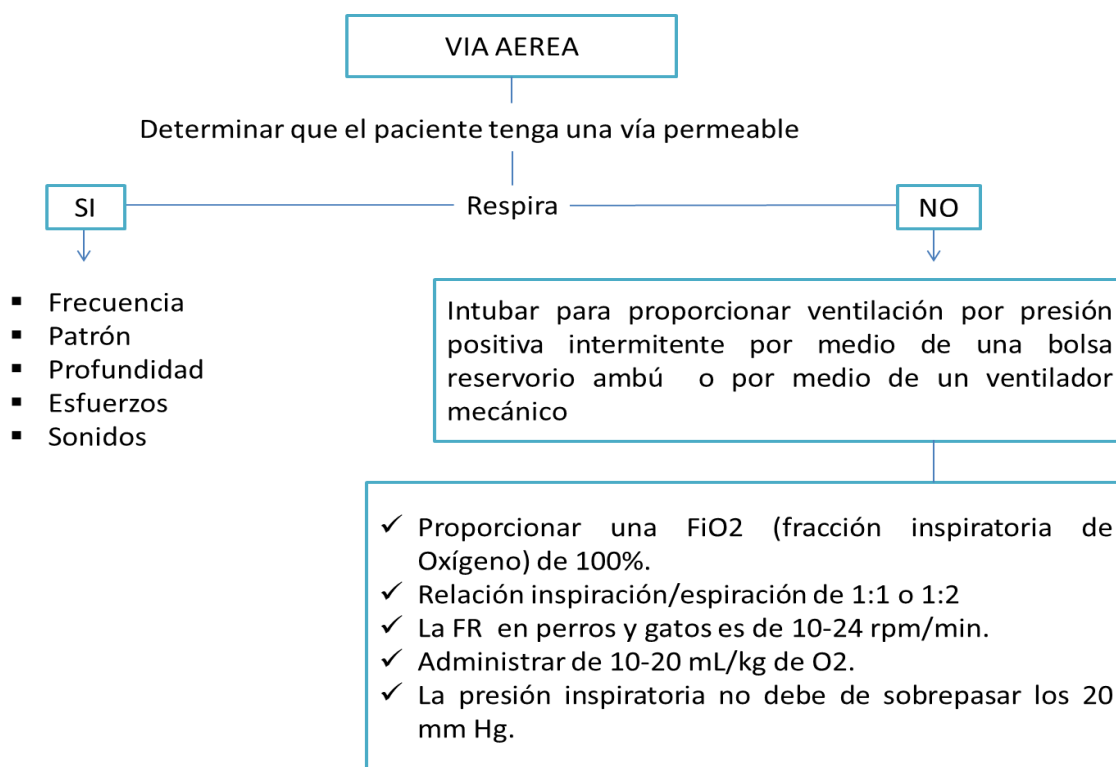 VIA AEREA
Determinar que el paciente tenga una vía permeable
SI
Respira
NO
▪ Frecuencia
▪ Patrón
▪ Profundidad
▪ Esfuerzos
▪ Sonidos
Intubar para proporcionar ventilación por presión
positiva intermitente por medio de una bolsa
reservorio ambú o por medio de un ventilador
mecánico
✓ Proporcionar una FiO2 (fracción inspiratoria de
Oxígeno) de 100%.
✓ Relación inspiración/espiración de 1:1 o 1:2
✓ La FR en perros y gatos es de 10-24 rpm/min.
✓ Administrar de 10-20 mL/kg de O2.
✓ La presión inspiratoria no debe de sobrepasar los 20
mm Hg.